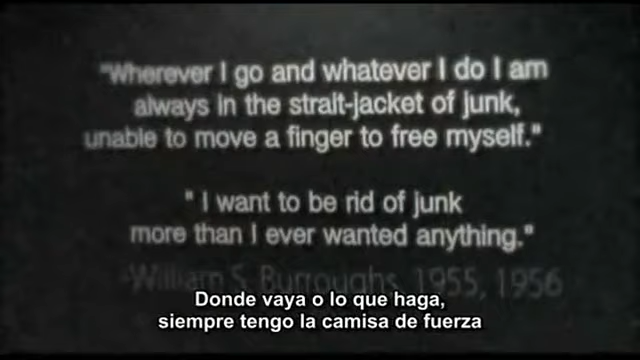 "Wherever I go and whatever I do I am
always in the strait-jacket of junk,
unable to move a finger to free myself."
" I want to be rid of junk
more than I ever wanted anything."
-William S. Burroughs, 1955, 1956
Donde vaya o lo que haga,
siempre tengo la camisa de fuerza